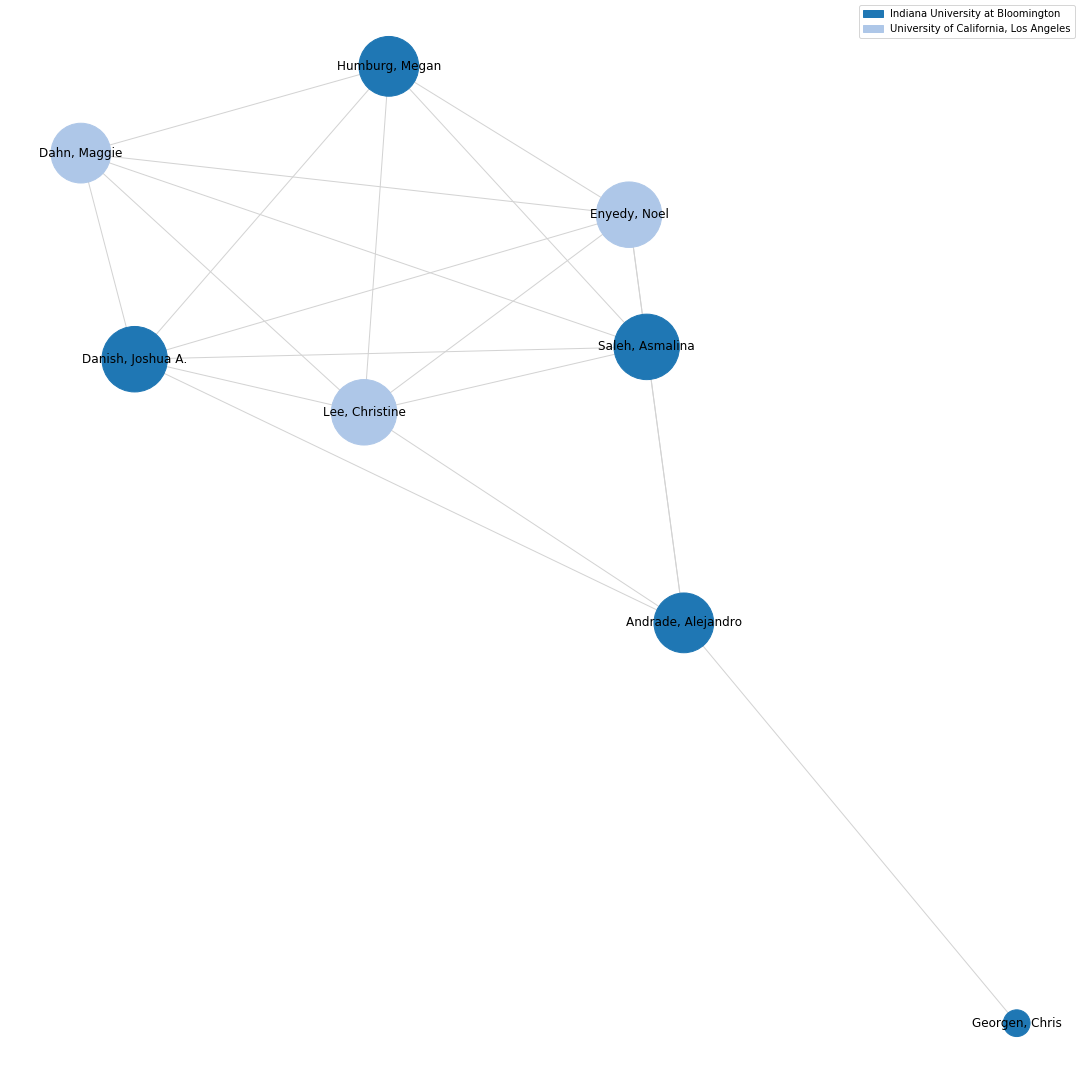 Indiana University at Bloomington
University of California, Los Angeles
Humburg, Megan
Dahn, Maggie
Enyedy, Noel
Saleh, Asmalina
Danish, Joshua A.
Lee, Christine
Andrade, Alejandro
Georgen, Chris